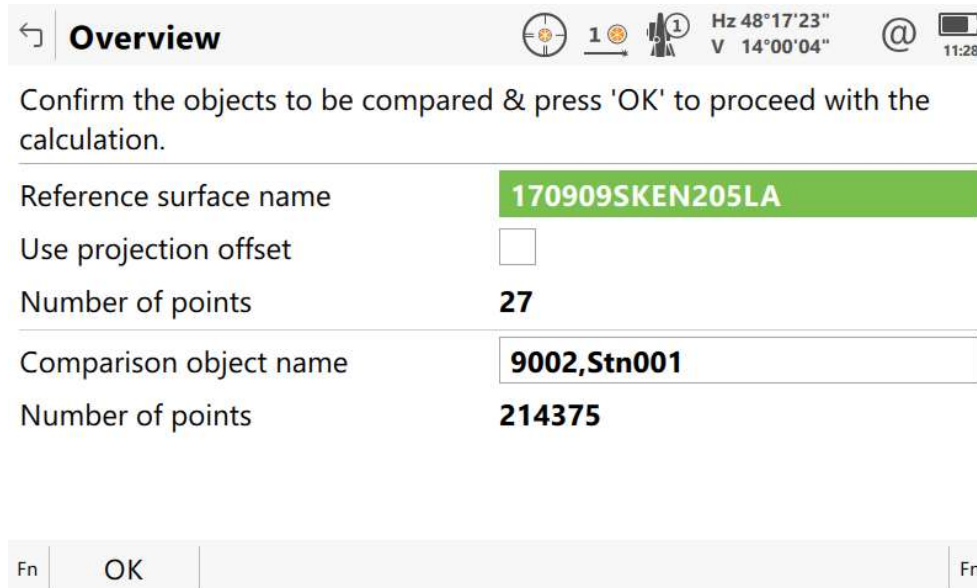 Overview
1
1
Hz 48°17'23"
V 14°00'04"
@
11:28
Confirm the objects to be compared & press 'OK' to proceed with the
calculation.
Reference surface name 170909SKEN205LA
Use projection offset
Number of points 27
Comparison object name 9002,Stn001
Number of points 214375
Fn OK Fn